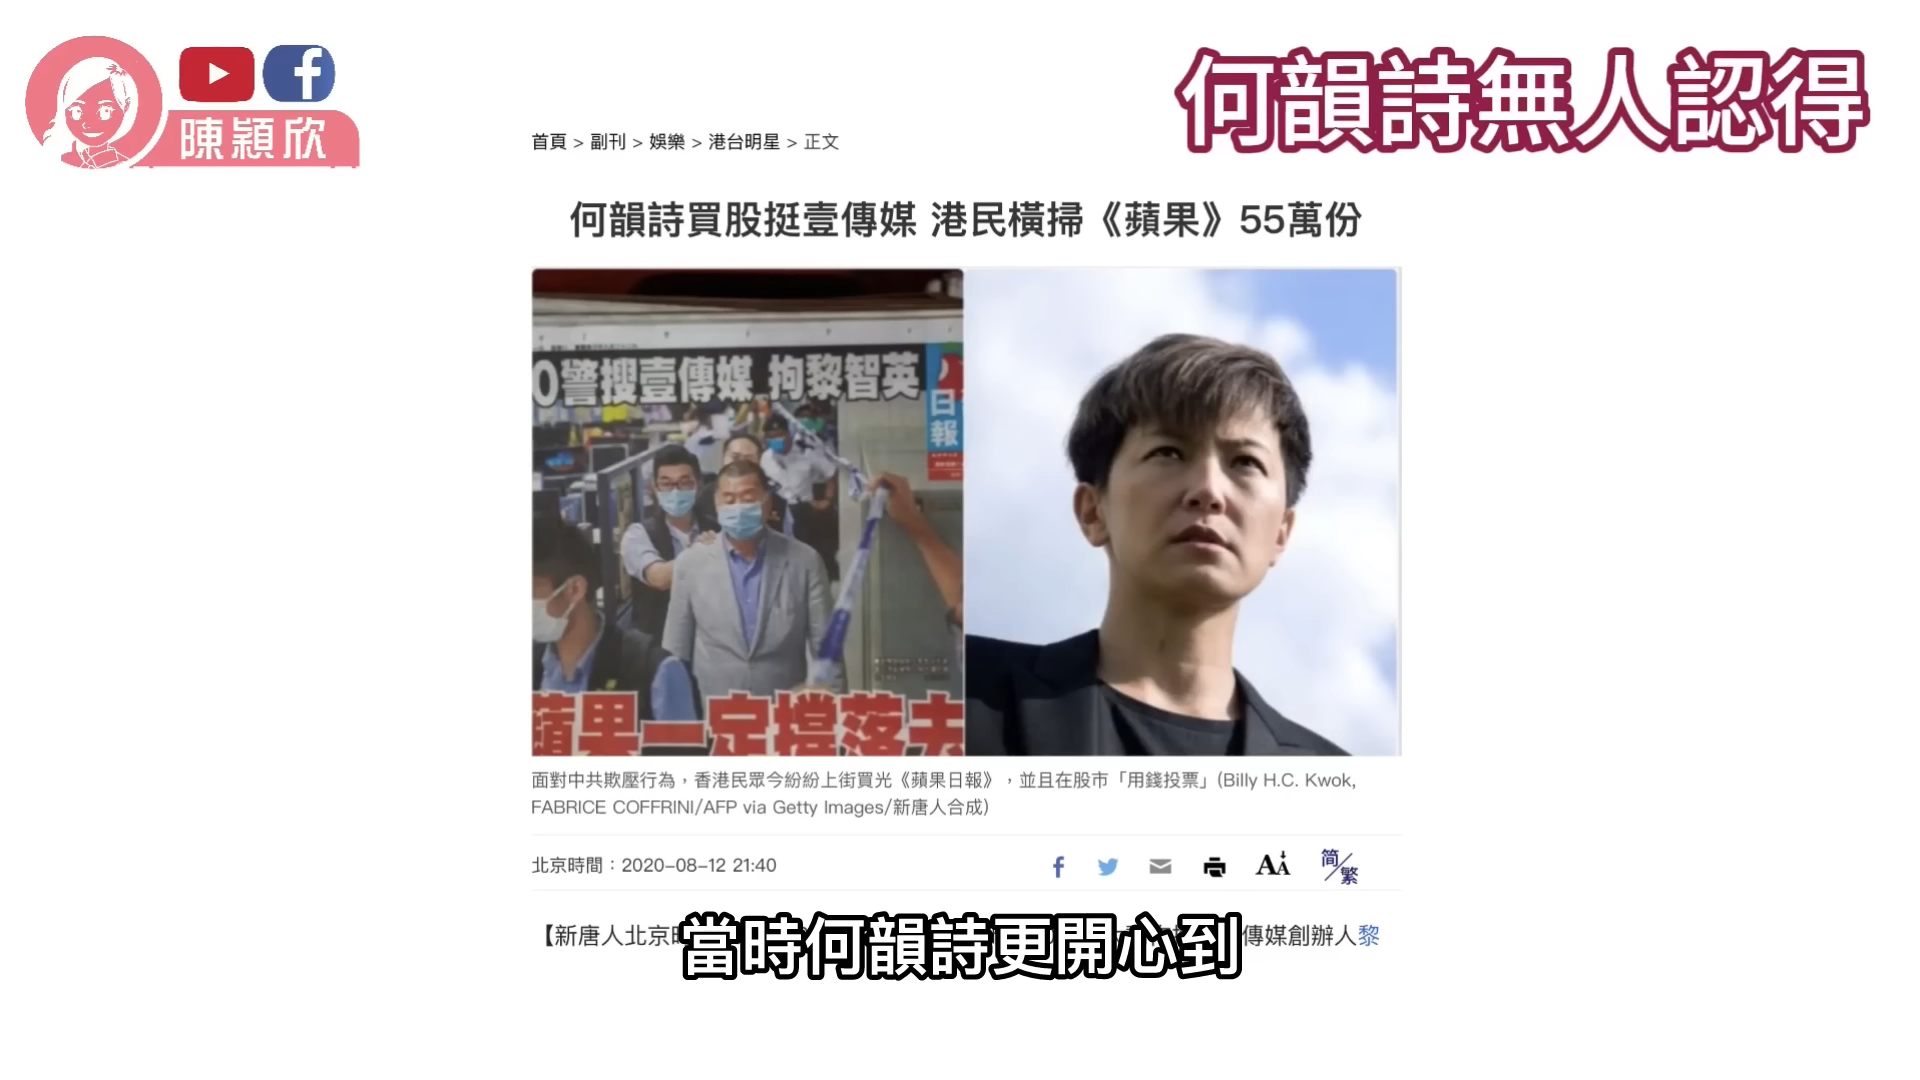 陳穎欣
何韻詩無人認得
首頁 > 副刊 > 娛樂 > 港台明星 > 正文
何韻詩買股挺壹傳媒 港民橫掃《蘋果》55萬份
0警搜壹傳媒 拘黎智英
日報
蘋果一定撐落去
面對中共欺壓行為，香港民眾今紛紛上街買光《蘋果日報》，並且在股市「用錢投票」(Billy H.C. Kwok,
FABRICE COFFRINI/AFP via Getty Images/新唐人合成)
北京時間：2020-08-12 21:40
简/繁
【新唐人北京 傳媒創辦人黎
當時何韻詩更開心到